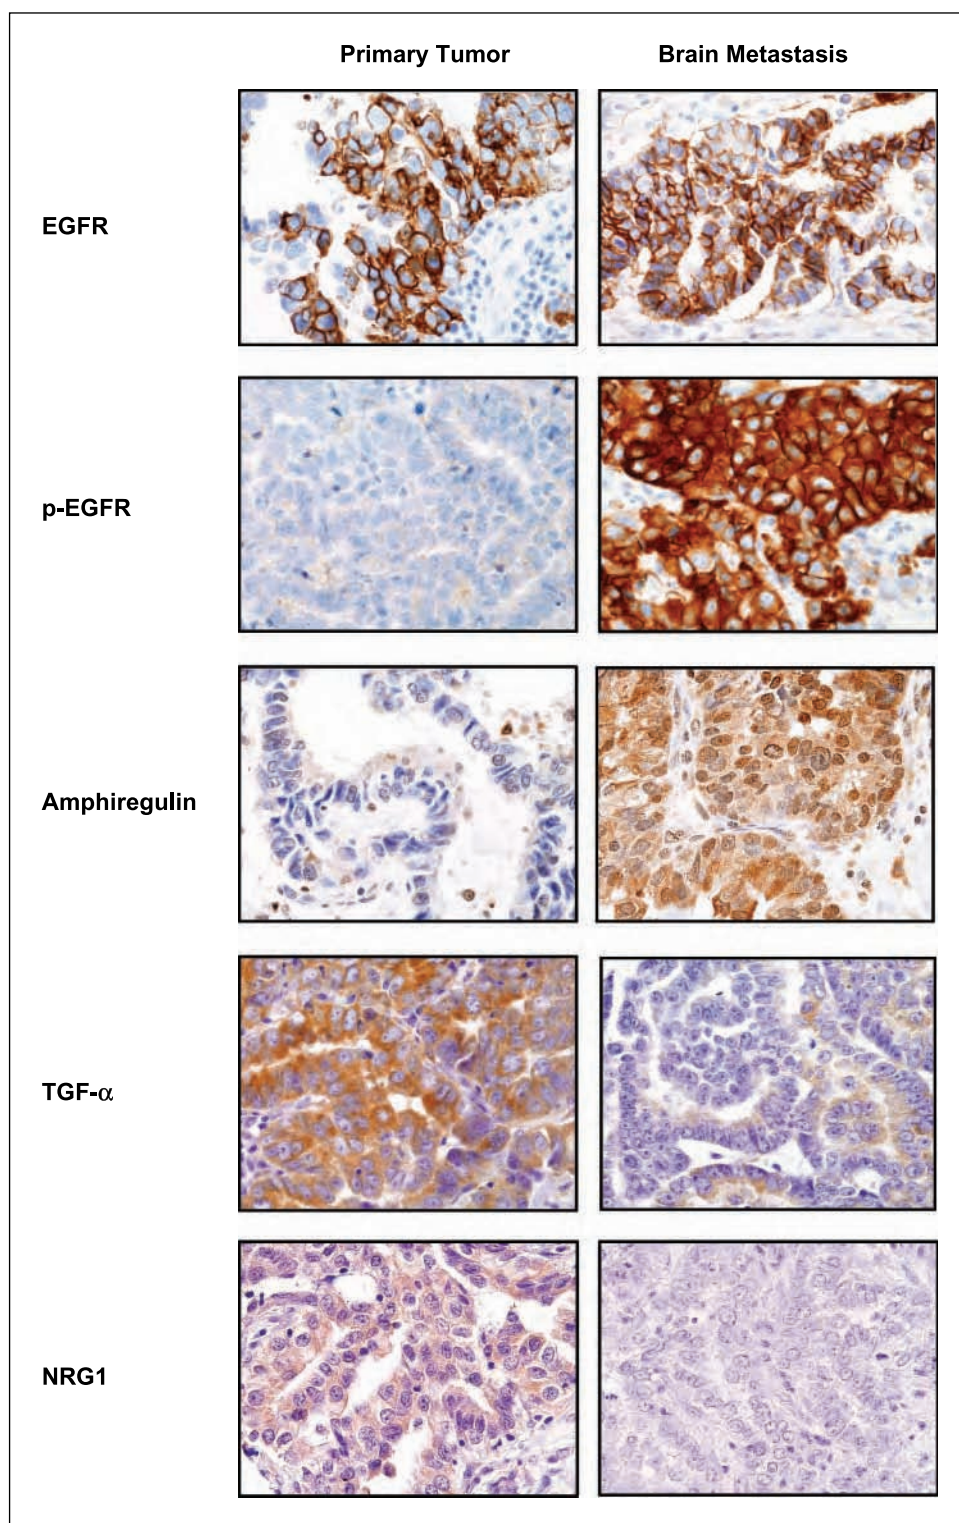 Primary Tumor Brain Metastasis
EGFR
p-EGFR
Amphiregulin
TGF-α
NRG1